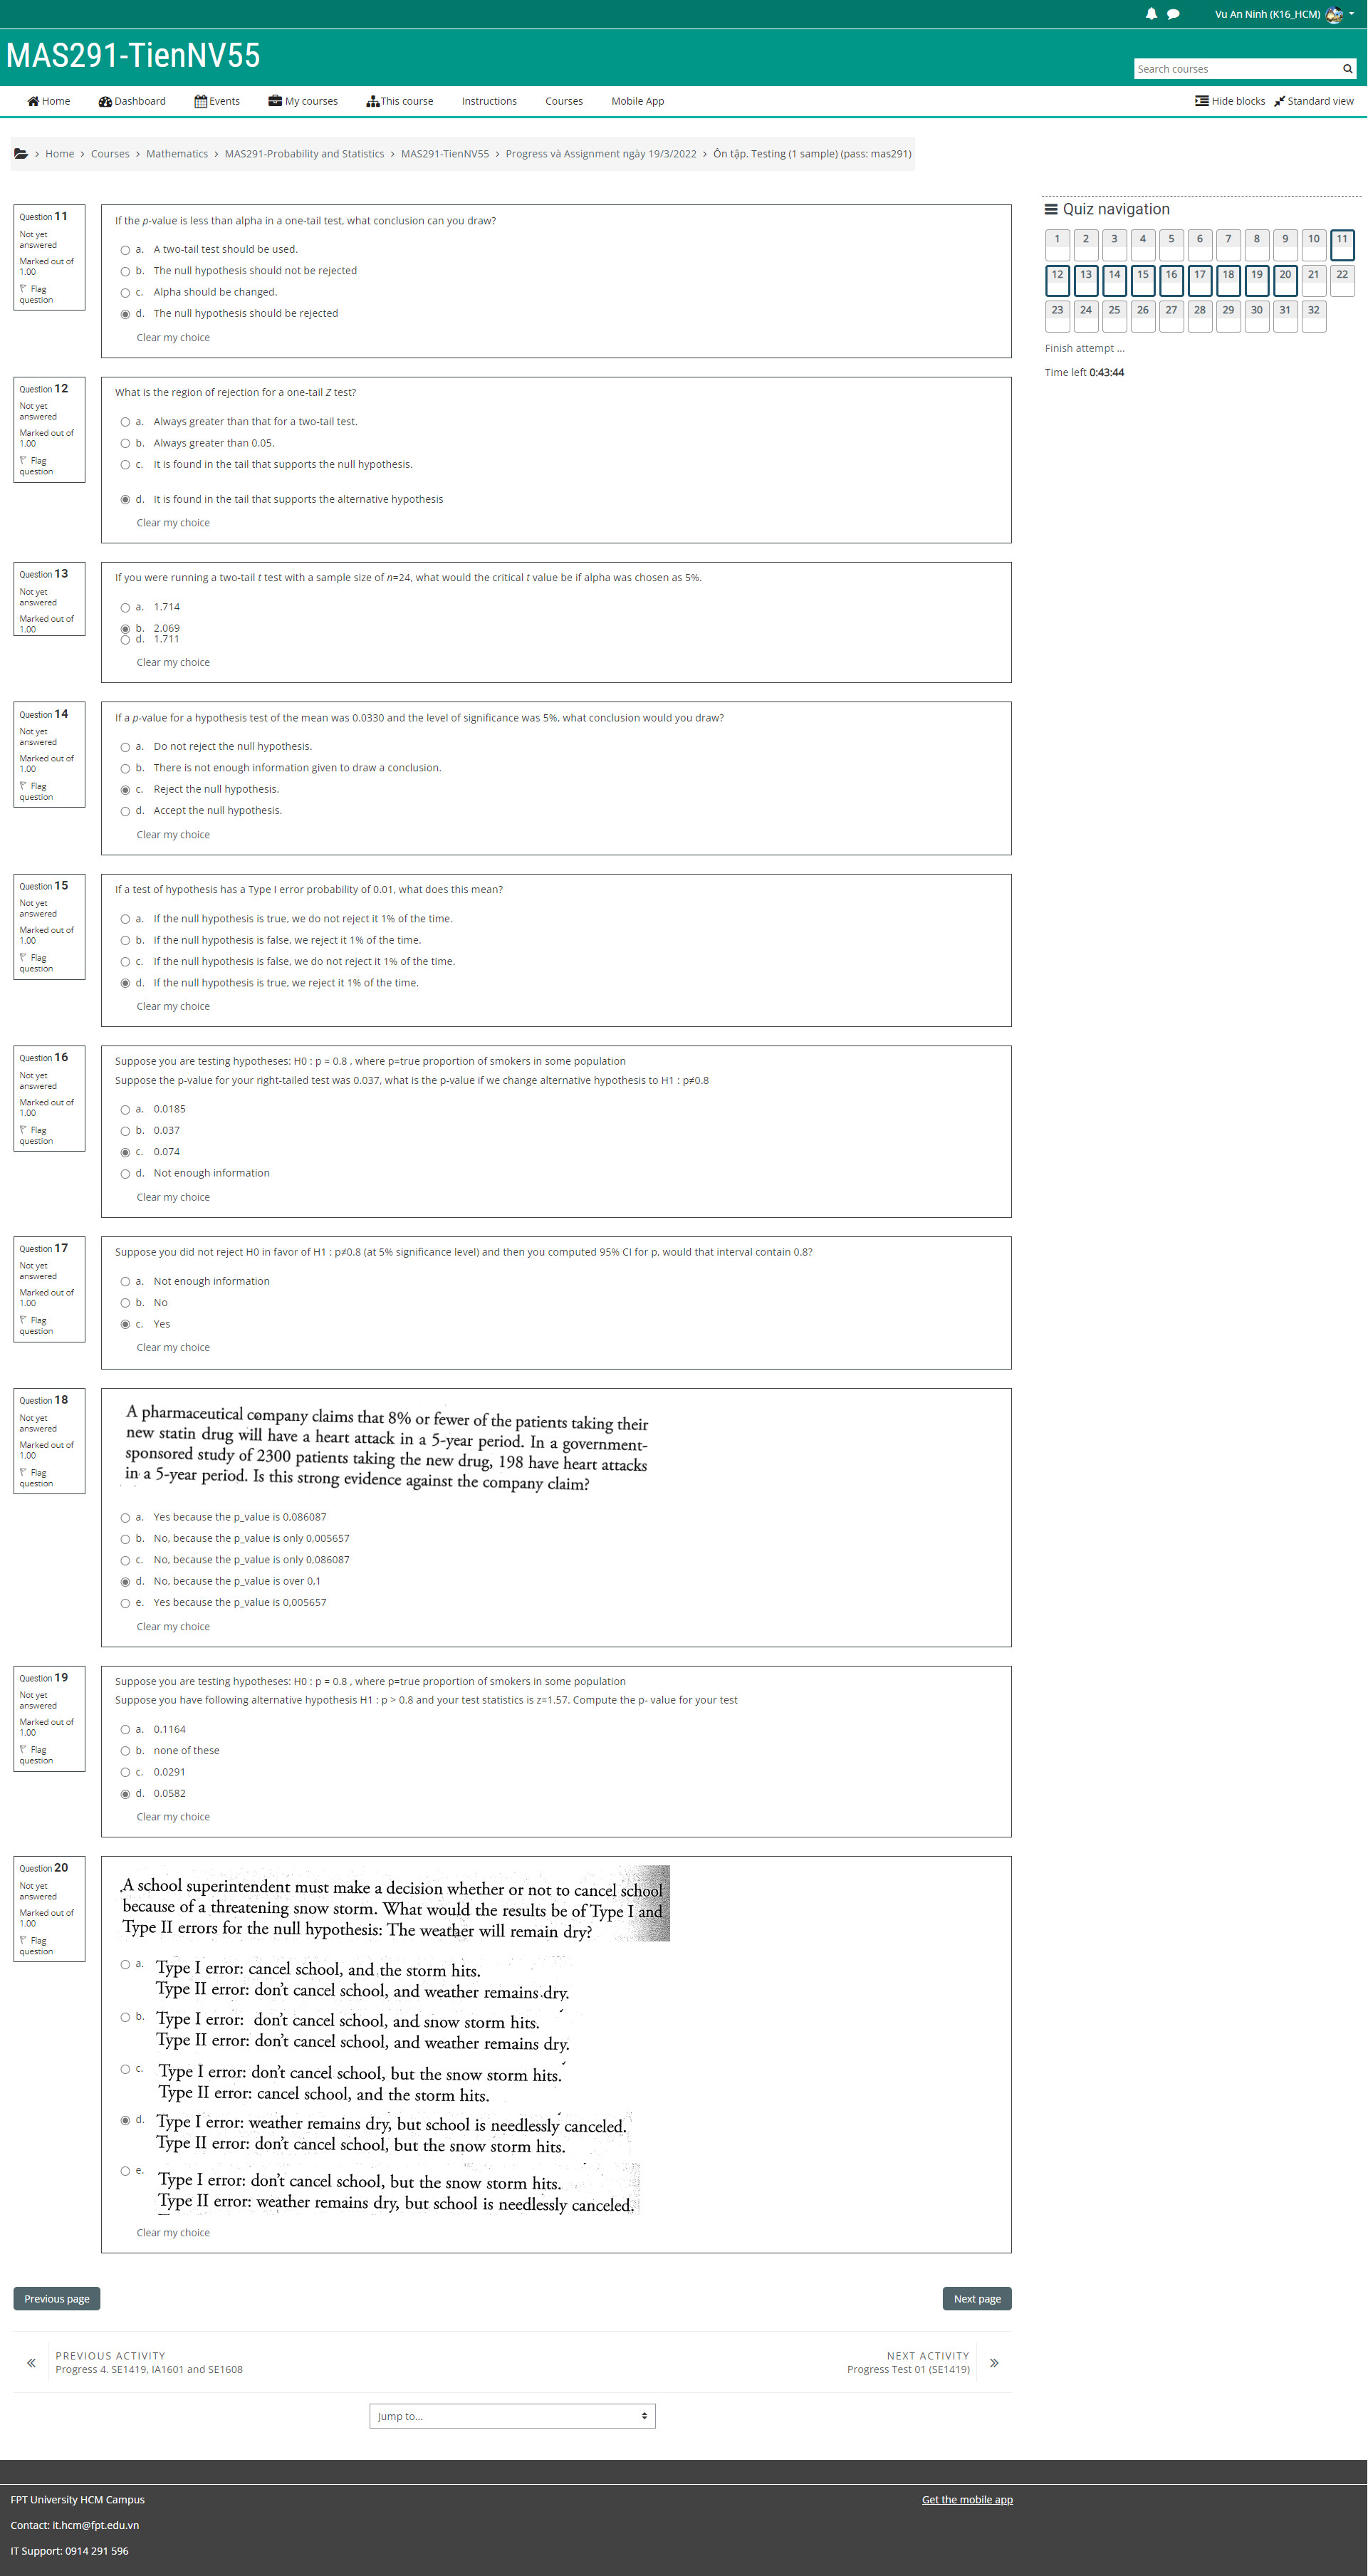 Vu An Ninh (K16_HCM)
MAS291-TienNV55
Search courses
Home Dashboard Events My courses This course Instructions Courses Mobile App Hide blocks Standard view
Home › Courses › Mathematics › MAS291-Probability and Statistics › MAS291-TienNV55 › Progress và Assignment ngày 19/3/2022 › Ôn tập. Testing (1 sample) (pass: mas291)
Question 11
Not yet
answered
Marked out of
1.00
Flag
question
If the p-value is less than alpha in a one-tail test, what conclusion can you draw?
a. A two-tail test should be used.
b. The null hypothesis should not be rejected
c. Alpha should be changed.
d. The null hypothesis should be rejected
Clear my choice
Question 12
Not yet
answered
Marked out of
1.00
Flag
question
What is the region of rejection for a one-tail Z test?
a. Always greater than that for a two-tail test.
b. Always greater than 0.05.
c. It is found in the tail that supports the null hypothesis.
d. It is found in the tail that supports the alternative hypothesis
Clear my choice
Question 13
Not yet
answered
Marked out of
1.00
If you were running a two-tail t test with a sample size of n=24, what would the critical t value be if alpha was chosen as 5%.
a. 1.714
b. 2.069
d. 1.711
Clear my choice
Question 14
Not yet
answered
Marked out of
1.00
Flag
question
If a p-value for a hypothesis test of the mean was 0.0330 and the level of significance was 5%, what conclusion would you draw?
a. Do not reject the null hypothesis.
b. There is not enough information given to draw a conclusion.
c. Reject the null hypothesis.
d. Accept the null hypothesis.
Clear my choice
Question 15
Not yet
answered
Marked out of
1.00
Flag
question
If a test of hypothesis has a Type I error probability of 0.01, what does this mean?
a. If the null hypothesis is true, we do not reject it 1% of the time.
b. If the null hypothesis is false, we reject it 1% of the time.
c. If the null hypothesis is false, we do not reject it 1% of the time.
d. If the null hypothesis is true, we reject it 1% of the time.
Clear my choice
Question 16
Not yet
answered
Marked out of
1.00
Flag
question
Suppose you are testing hypotheses: H0 : p = 0.8 , where p=true proportion of smokers in some population
Suppose the p-value for your right-tailed test was 0.037, what is the p-value if we change alternative hypothesis to H1 : p≠0.8
a. 0.0185
b. 0.037
c. 0.074
d. Not enough information
Clear my choice
Question 17
Not yet
answered
Marked out of
1.00
Flag
question
Suppose you did not reject H0 in favor of H1 : p≠0.8 (at 5% significance level) and then you computed 95% CI for p, would that interval contain 0.8?
a. Not enough information
b. No
c. Yes
Clear my choice
Question 18
Not yet
answered
Marked out of
1.00
Flag
question
A pharmaceutical company claims that 8% or fewer of the patients taking their
new statin drug will have a heart attack in a 5-year period. In a government-
sponsored study of 2300 patients taking the new drug, 198 have heart attacks
in a 5-year period. Is this strong evidence against the company claim?
a. Yes because the p_value is 0,086087
b. No, because the p_value is only 0,005657
c. No, because the p_value is only 0,086087
d. No, because the p_value is over 0,1
e. Yes because the p_value is 0,005657
Clear my choice
Question 19
Not yet
answered
Marked out of
1.00
Flag
question
Suppose you are testing hypotheses: H0 : p = 0.8 , where p=true proportion of smokers in some population
Suppose you have following alternative hypothesis H1 : p > 0.8 and your test statistics is z=1.57. Compute the p- value for your test
a. 0.1164
b. none of these
c. 0.0291
d. 0.0582
Clear my choice
Question 20
Not yet
answered
Marked out of
1.00
Flag
question
A school superintendent must make a decision whether or not to cancel school
because of a threatening snow storm. What would the results be of Type I and
Type II errors for the null hypothesis: The weather will remain dry?
a. Type I error: cancel school, and the storm hits.
Type II error: don't cancel school, and weather remains dry.
b. Type I error: don't cancel school, and snow storm hits.
Type II error: don't cancel school, and weather remains dry.
c. Type I error: don't cancel school, but the snow storm hits.
Type II error: cancel school, and the storm hits.
d. Type I error: weather remains dry, but school is needlessly canceled.
Type II error: don't cancel school, but the snow storm hits.
e. Type I error: don't cancel school, but the snow storm hits.
Type II error: weather remains dry, but school is needlessly canceled.
Clear my choice
Previous page Next page
PREVIOUS ACTIVITY
Progress 4. SE1419, IA1601 and SE1608
NEXT ACTIVITY
Progress Test 01 (SE1419)
Jump to...
Quiz navigation
1 2 3 4 5 6 7 8 9 10 11
12 13 14 15 16 17 18 19 20 21 22
23 24 25 26 27 28 29 30 31 32
Finish attempt ...
Time left 0:43:44
FPT University HCM Campus
Contact: it.hcm@fpt.edu.vn
IT Support: 0914 291 596
Get the mobile app